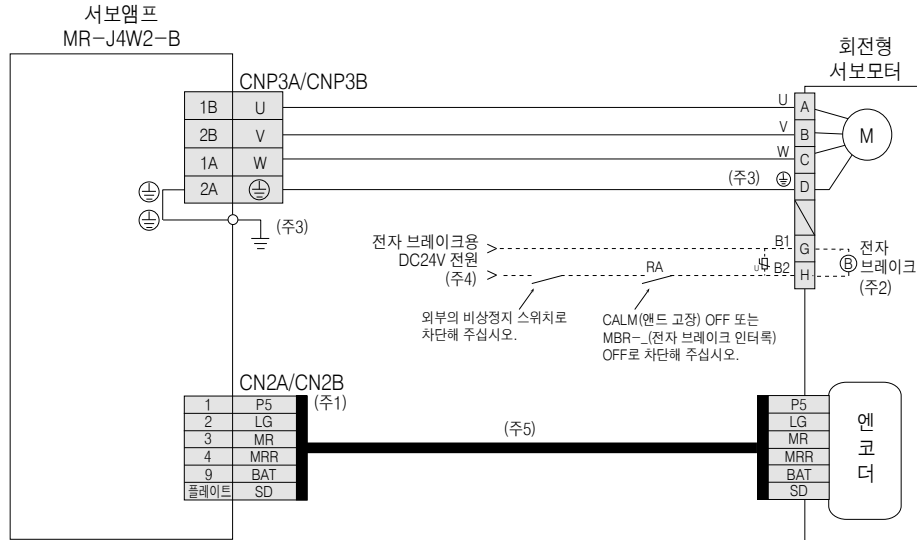 서보앰프
MR-J4W2-B
회전형
서보모터
CNP3A/CNP3B
1B U
2B V
1A W
2A
U A
V B
W C
(주3) D
M
(주3)
전자 브레이크용
DC24V 전원
(주4)
B1 G
RA
U B2 H
B
전자
브레이크
(주2)
외부의 비상정지 스위치로
차단해 주십시오.
CALM(앤드 고장) OFF 또는
MBR-_(전자 브레이크 인터록)
OFF로 차단해 주십시오.
CN2A/CN2B
(주1)
1 P5
2 LG
3 MR
4 MRR
9 BAT
플레이트 SD
(주5)
P5
LG
MR
MRR
BAT
SD
엔
코
더